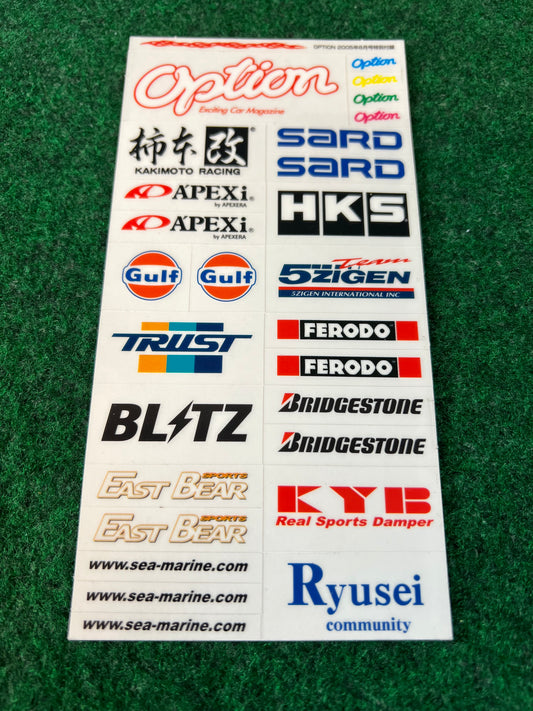 OPTION 2005年6月号特別付録
Option
Exciting Car Magazine
Option
Option
Option
Option
柿本改®
KAKIMOTO RACING
SARD
SARD
A'PEXi®
by APEXERA
A'PEXi®
by APEXERA
HKS®
Gulf
Gulf
Team
5ZIGEN
5ZIGEN INTERNATIONAL INC
TRUST
FERODO®
FERODO®
BLITZ
BRIDGESTONE
BRIDGESTONE
EAST BEAR SPORTS
EAST BEAR SPORTS
KYB
Real Sports Damper
www.sea-marine.com
www.sea-marine.com
www.sea-marine.com
Ryusei
community